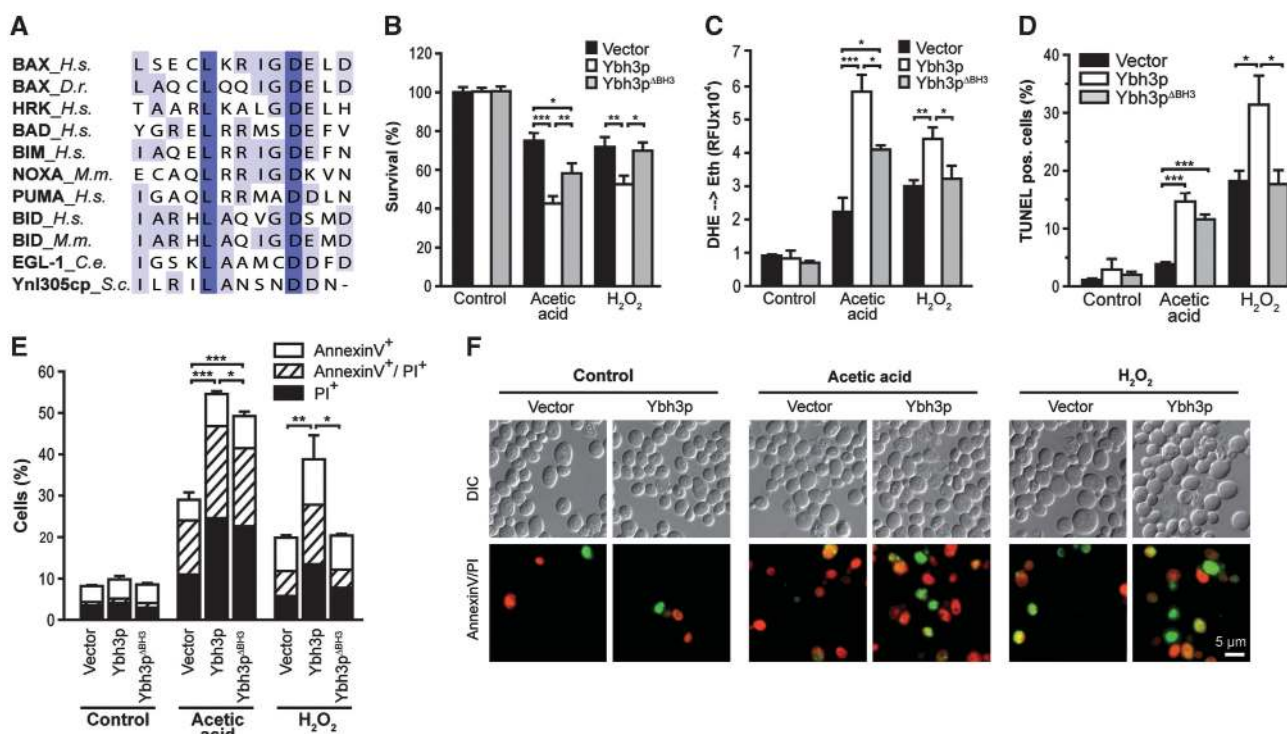 A
BAX_H.s. L S E C L K R I G D E L D
BAX_D.r. L A Q C L Q Q I G D E L D
HRK_H.s. T A A R L K A L G D E L H
BAD_H.s. Y G R E L R R M S D E F V
BIM_H.s. I A Q E L R R I G D E F N
NOXA_M.m. E C A Q L R R I G D K V N
PUMA_H.s. I G A Q L R R M A D D L N
BID_H.s. I A R H L A Q V G D S M D
BID_M.m. I A R H L A Q I G D E M D
EGL-1_C.e. I G S K L A A M C D D F D
Ynl305cp_S.c. I L R I L A N S N D D N -
B
Vector
Ybh3p
Ybh3pΔBH3
Survival (%)
120
100
80
60
40
20
0
* *** ** ** *
Control Acetic acid H2O2
C
Vector
Ybh3p
Ybh3pΔBH3
DHE --> Eth (RFUx10⁴)
7
6
5
4
3
2
1
0
* *** * ** *
Control Acetic acid H2O2
D
Vector
Ybh3p
Ybh3pΔBH3
TUNEL pos. cells (%)
40
30
20
10
5
0
*** *** * *
Control Acetic acid H2O2
E
AnnexinV+
AnnexinV+/ PI+
PI+
Cells (%)
60
50
40
30
20
10
0
*** *** * ** *
Vector Ybh3p Ybh3pΔBH3 Vector Ybh3p Ybh3pΔBH3 Vector Ybh3p Ybh3pΔBH3
Control Acetic acid H2O2
F
Control Acetic acid H2O2
Vector Ybh3p Vector Ybh3p Vector Ybh3p
DIC
AnnexinV/PI
5 µm